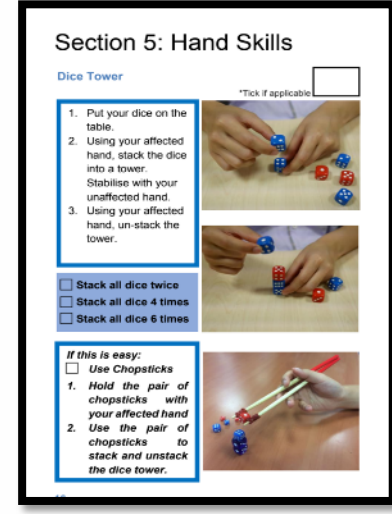 Section 5: Hand Skills
Dice Tower
*Tick if applicable
1. Put your dice on the
table.
2. Using your affected
hand, stack the dice
into a tower.
Stabilise with your
unaffected hand.
3. Using your affected
hand, un-stack the
tower.
Stack all dice twice
Stack all dice 4 times
Stack all dice 6 times
If this is easy:
Use Chopsticks
1. Hold the pair of
chopsticks with
your affected hand
2. Use the pair of
chopsticks to
stack and unstack
the dice tower.